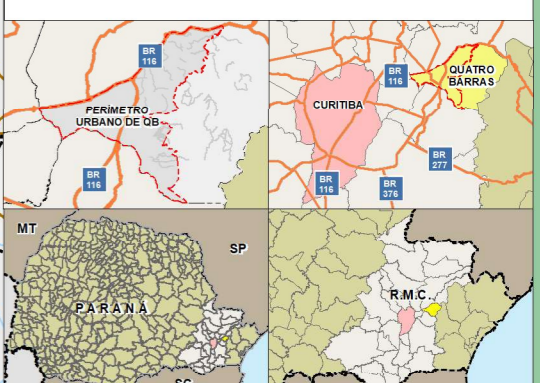 BR
116
PERÍMETRO
URBANO DE QB
BR
116
BR
116
QUATRO
BARRAS
CURITIBA
BR
277
BR
116
BR
376
MT
SP
PARANÁ
SC
R.M.C.